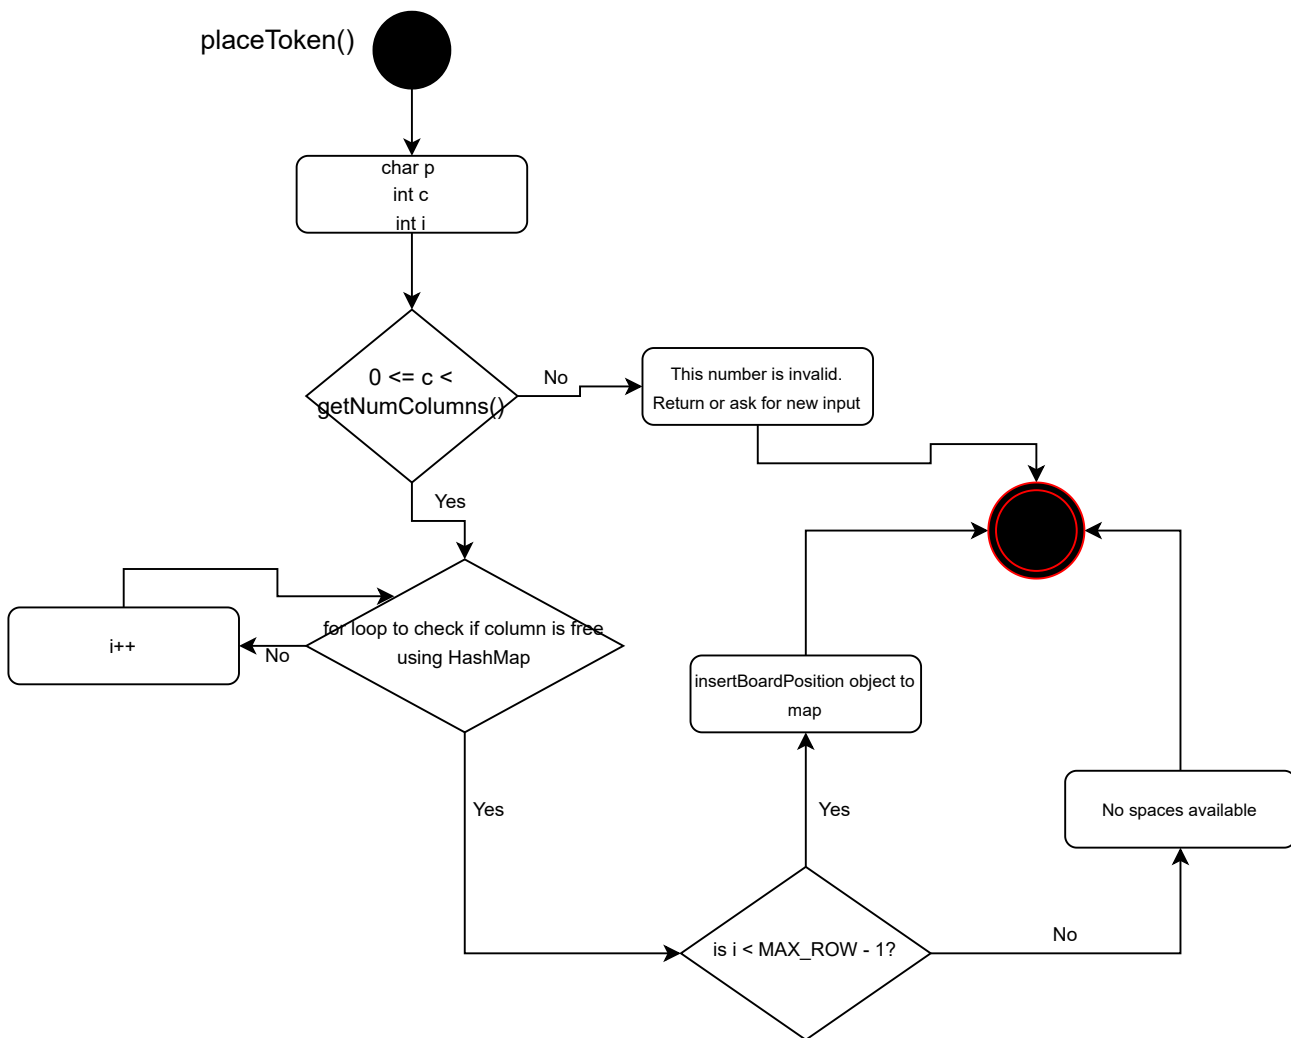 placeToken()
char p
int c
int i
0 <= c <
getNumColumns()
No
This number is invalid.
Return or ask for new input
Yes
for loop to check if column is free
using HashMap
No
i++
insertBoardPosition object to
map
Yes
Yes
No spaces available
is i < MAX_ROW - 1?
No